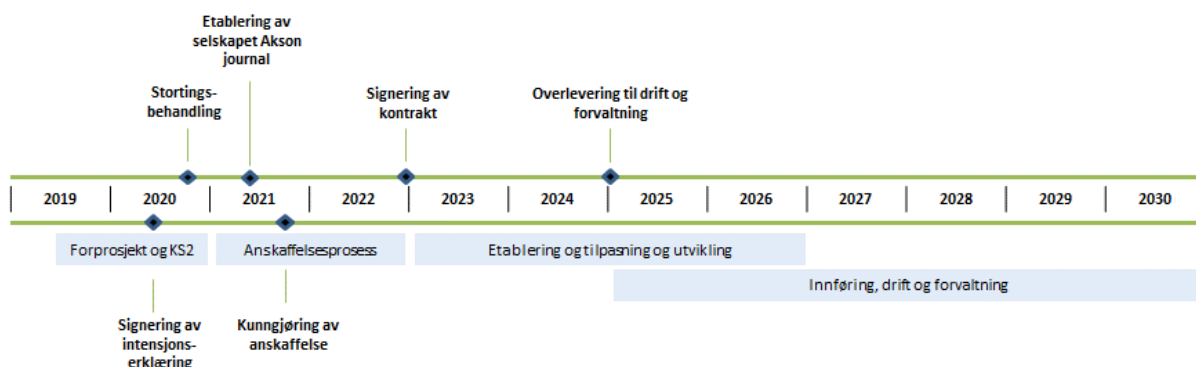 Etablering av
selskapet Akson
journal
Stortings-
behandling
Signering av
kontrakt
Overlevering til drift og
forvaltning
2019 2020 2021 2022 2023 2024 2025 2026 2027 2028 2029 2030
Forprosjekt og KS2
Anskaffelsesprosess
Etablering og tilpasning og utvikling
Innføring, drift og forvaltning
Signering av
intensjons-
erklæring
Kunngjøring av
anskaffelse